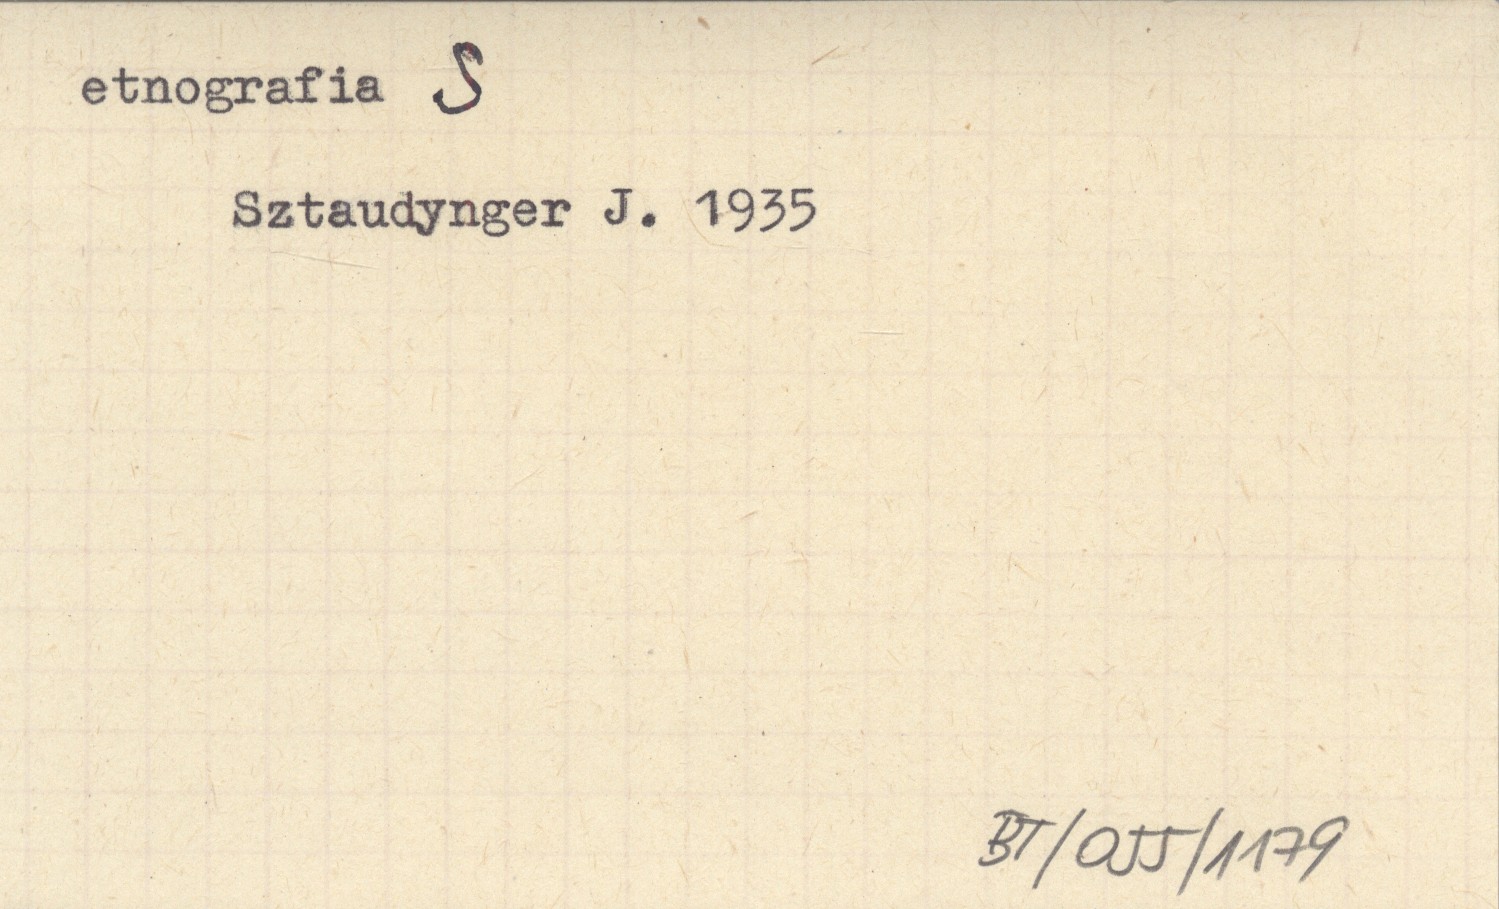 etnografia S
Sztaudynger J. 1935
BT/OJJ/1179